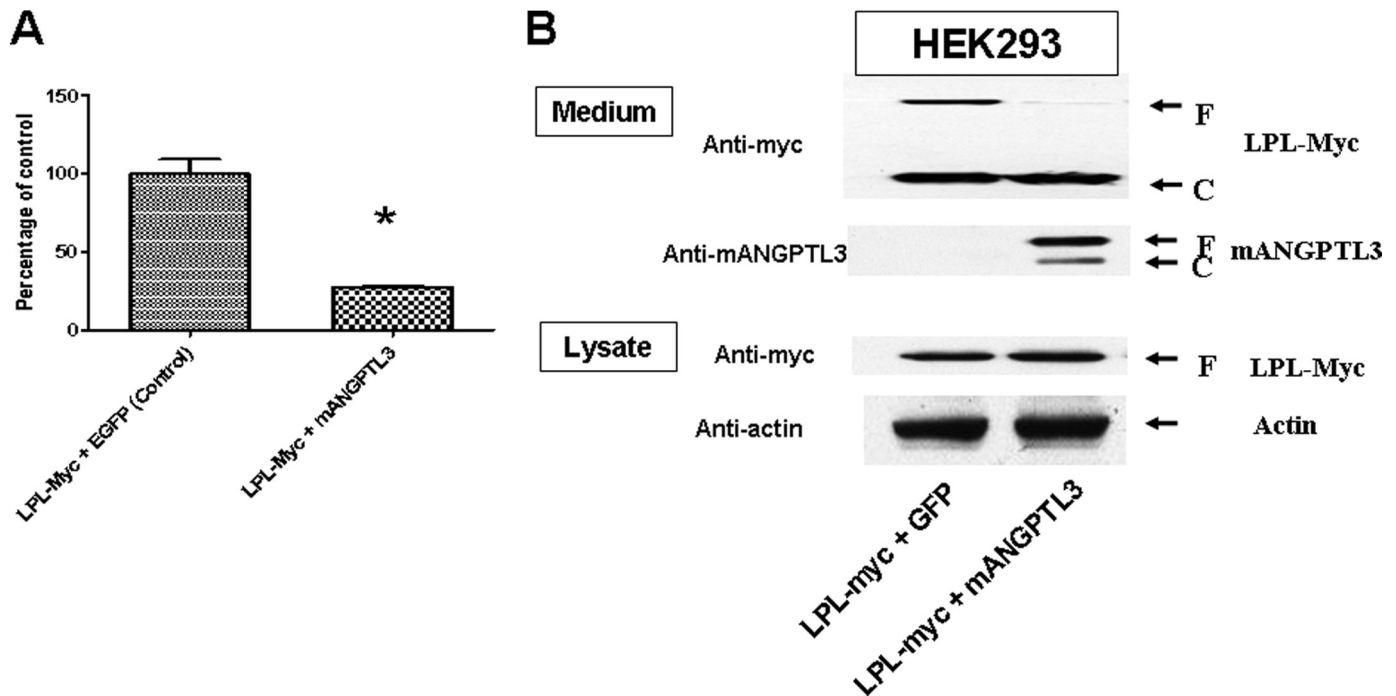 A
Percentage of control
150
100
50
0
*
LPL-Myc + EGFP (Control)
LPL-Myc + mANGPTL3
B
HEK293
Medium
Anti-myc
F
LPL-Myc
C
Anti-mANGPTL3
F
C
mANGPTL3
Lysate
Anti-myc
F
LPL-Myc
Anti-actin
Actin
LPL-myc + GFP
LPL-myc + mANGPTL3